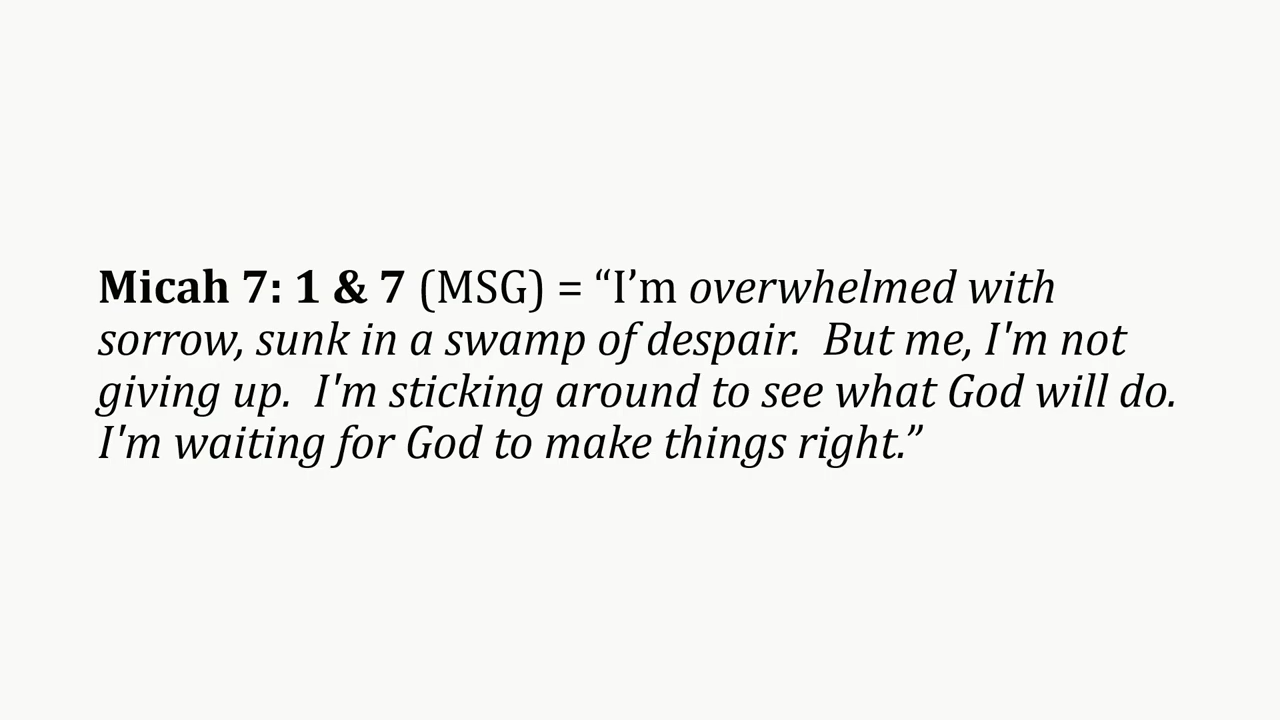 Micah 7: 1 & 7 (MSG) = “I’m overwhelmed with
sorrow, sunk in a swamp of despair.  But me, I'm not
giving up.  I'm sticking around to see what God will do.
I'm waiting for God to make things right.”